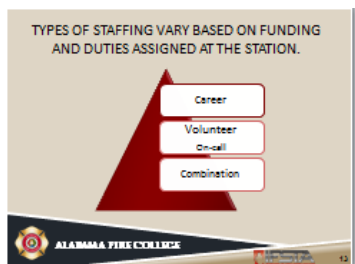 TYPES OF STAFFING VARY BASED ON FUNDING
AND DUTIES ASSIGNED AT THE STATION.
Career
Volunteer
On-call
Combination
ALABAMA FIRE COLLEGE
13